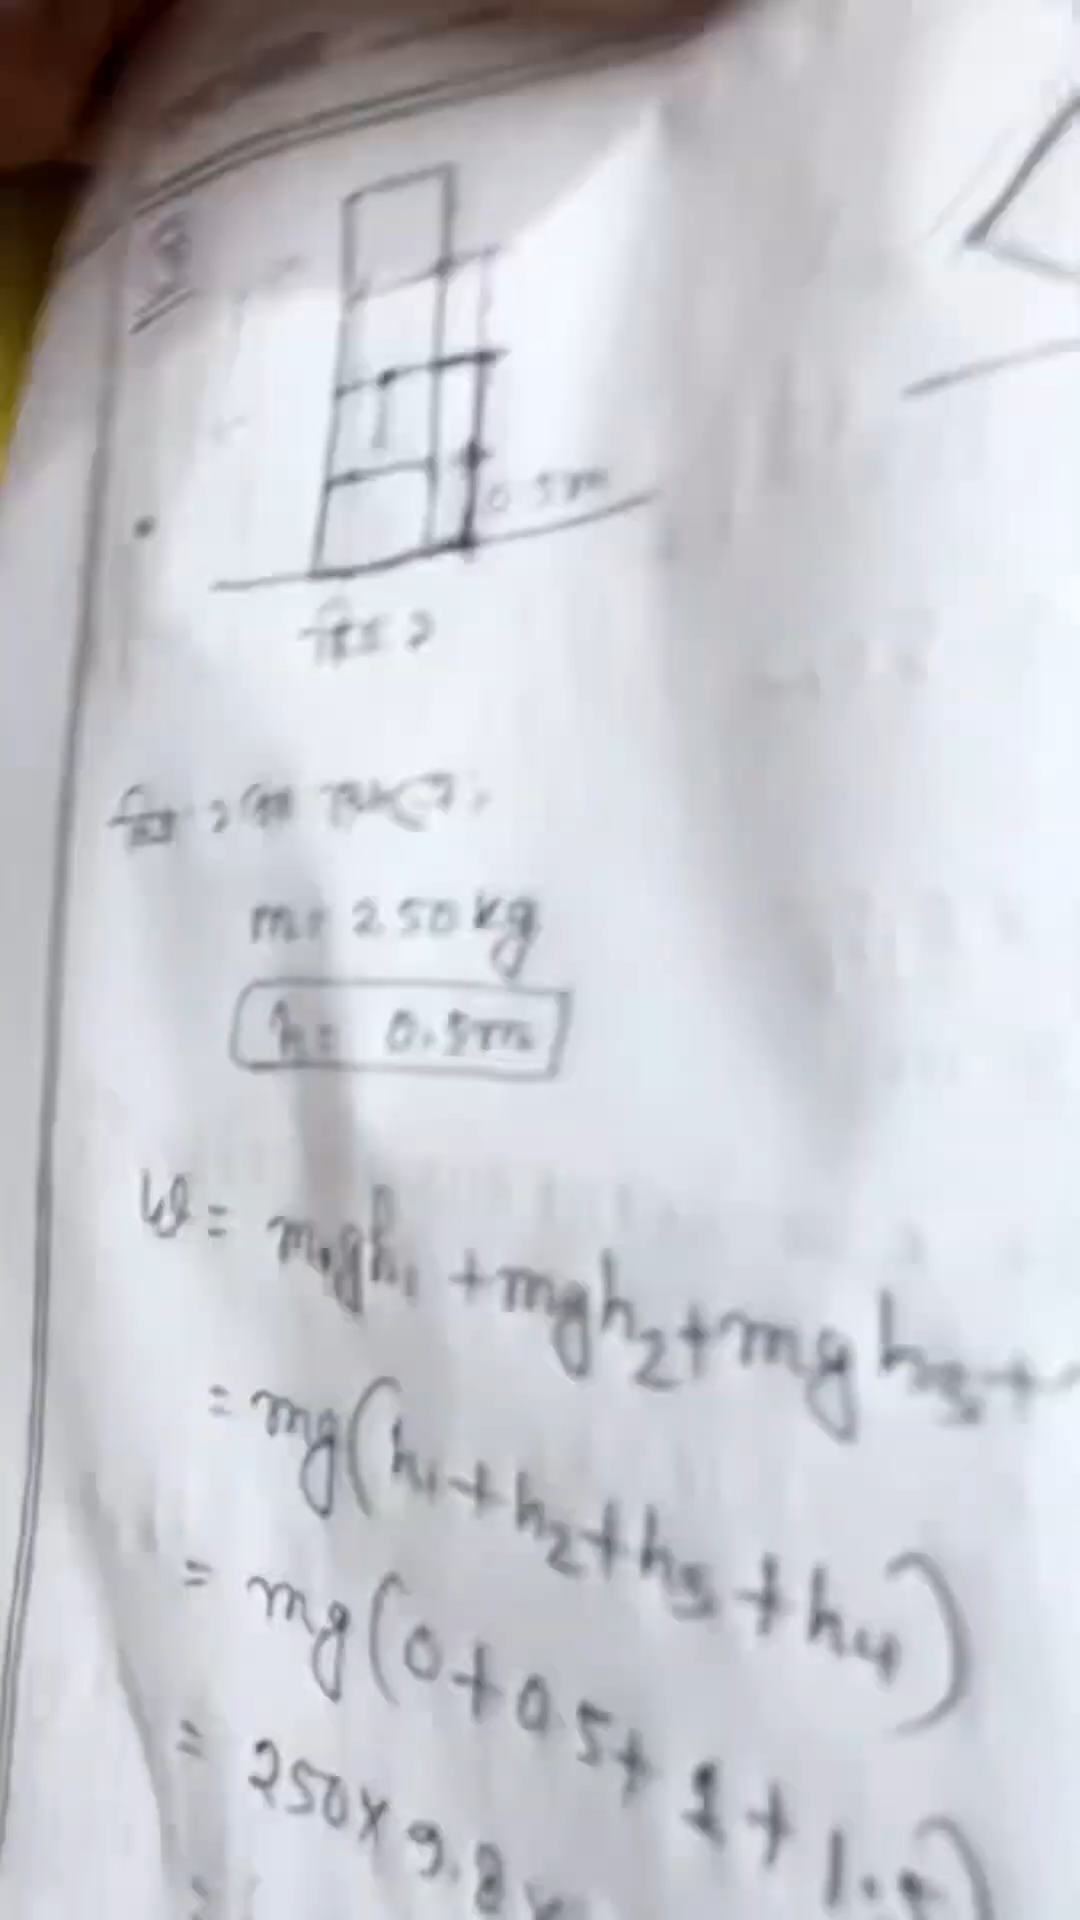 0.5m
চিত্র: ২
m = 250 kg
h = 0.5m
W = mgh₁ + mgh₂ + mgh₃ +
= mg(h₁ + h₂ + h₃ + h₄)
= mg(0 + 0.5 + 1 + 1.5)
= 250 × 9.8 ×